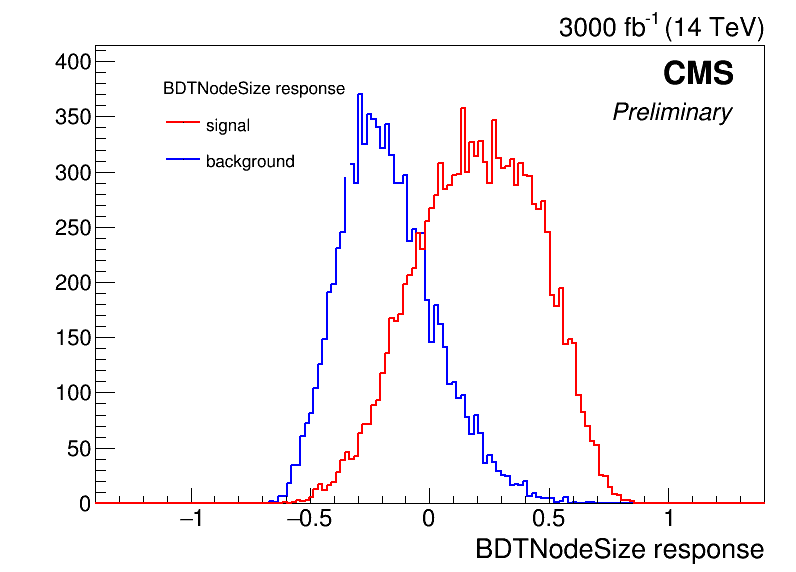 3000 fb-1 (14 TeV)
CMS
Preliminary
BDTNodeSize response
signal
background
400
350
300
250
200
150
100
50
0
−1 −0.5 0 0.5 1
BDTNodeSize response